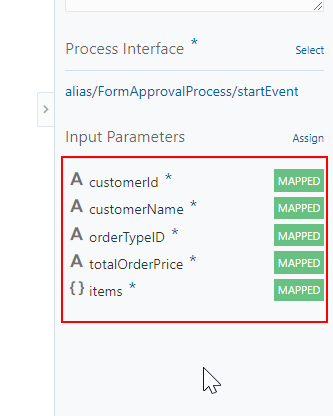 Process Interface * Select
alias/FormApprovalProcess/startEvent
Input Parameters Assign
A customerId * MAPPED
A customerName * MAPPED
A orderTypeID * MAPPED
A totalOrderPrice * MAPPED
{} items * MAPPED